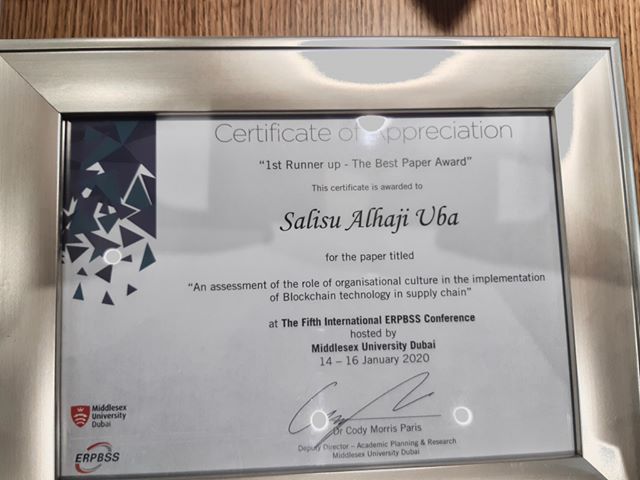 Certificate of Appreciation
“1st Runner up - The Best Paper Award”
This certificate is awarded to
Salisu Alhaji Uba
for the paper titled
“An assessment of the role of organisational culture in the implementation
of Blockchain technology in supply chain”
at The Fifth International ERPBSS Conference
hosted by
Middlesex University Dubai
14 – 16 January 2020
Dr Cody Morris Paris
Deputy Director – Academic Planning & Research
Middlesex University Dubai
Middlesex
University
Dubai
ERPBSS